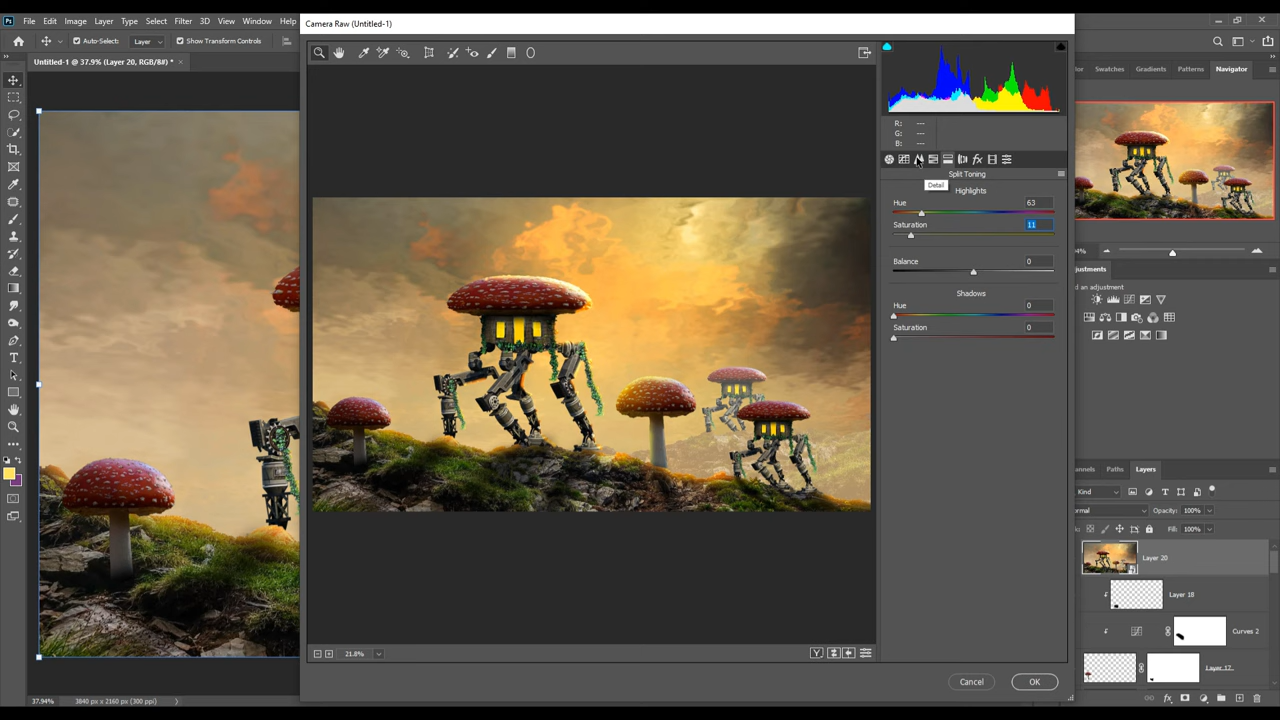 Camera Raw (Untitled-1)
Ps File Edit Image Layer Type Select Filter 3D View Window Help
Auto-Select: Layer Show Transform Controls
Untitled-1 @ 37.9% (Layer 20, RGB/8#) *
Swatches Gradients Patterns Navigator
R: ---
G: ---
B: ---
Split Toning
Detail
Highlights
Hue 63
Saturation 11
Balance 0
Shadows
Hue 0
Saturation 0
djustments
d an adjustment
annels Paths Layers
Kind
rmal Opacity: 100%
Fill: 100%
Layer 20
Layer 18
Curves 2
Layer 17
21.8%
Cancel OK
37.94% 3840 px x 2160 px (300 ppi)